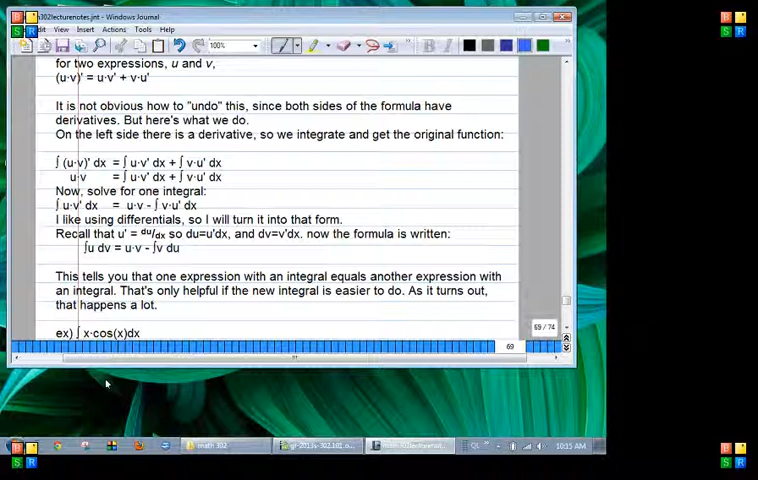 math302lecturenotes.jnt - Windows Journal
Edit View Insert Actions Tools Help
100%
for two expressions, u and v,
(u·v)' = u·v' + v·u'
It is not obvious how to "undo" this, since both sides of the formula have
derivatives. But here's what we do.
On the left side there is a derivative, so we integrate and get the original function:
∫ (u·v)' dx = ∫ u·v' dx + ∫ v·u' dx
u·v = ∫ u·v' dx + ∫ v·u' dx
Now, solve for one integral:
∫ u·v' dx = u·v - ∫ v·u' dx
I like using differentials, so I will turn it into that form.
Recall that u' = du/dx so du=u'dx, and dv=v'dx. now the formula is written:
∫u dv = u·v - ∫v du
This tells you that one expression with an integral equals another expression with
an integral. That's only helpful if the new integral is easier to do. As it turns out,
that happens a lot.
ex) ∫ x·cos(x)dx
69 / 74
69
math 302
math302lecturenot...
10:15 AM
B
S R
B
S R
B
S R
B
S R